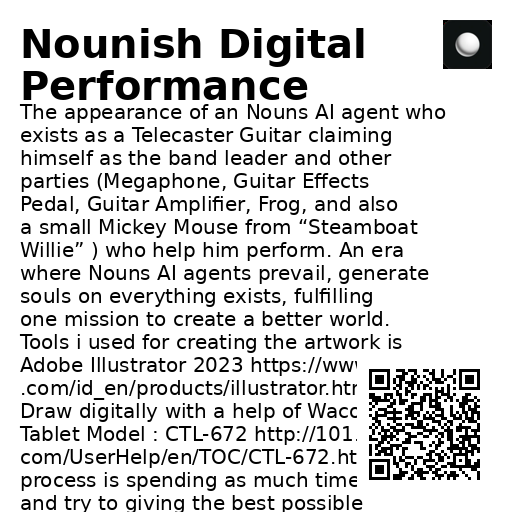 Nounish Digital
Performance
The appearance of an Nouns AI agent who
exists as a Telecaster Guitar claiming
himself as the band leader and other
parties (Megaphone, Guitar Effects
Pedal, Guitar Amplifier, Frog, and also
a small Mickey Mouse from “Steamboat
Willie” ) who help him perform. An era
where Nouns AI agents prevail, generate
souls on everything exists, fulfilling
one mission to create a better world.
Tools i used for creating the artwork is
Adobe Illustrator 2023 https://www
.com/id_en/products/illustrator.htm
Draw digitally with a help of
Tablet Model : CTL-672 http://101.
com/UserHelp/en/TOC/CTL-672.ht
process is spending as much time
and try to giving the best possible